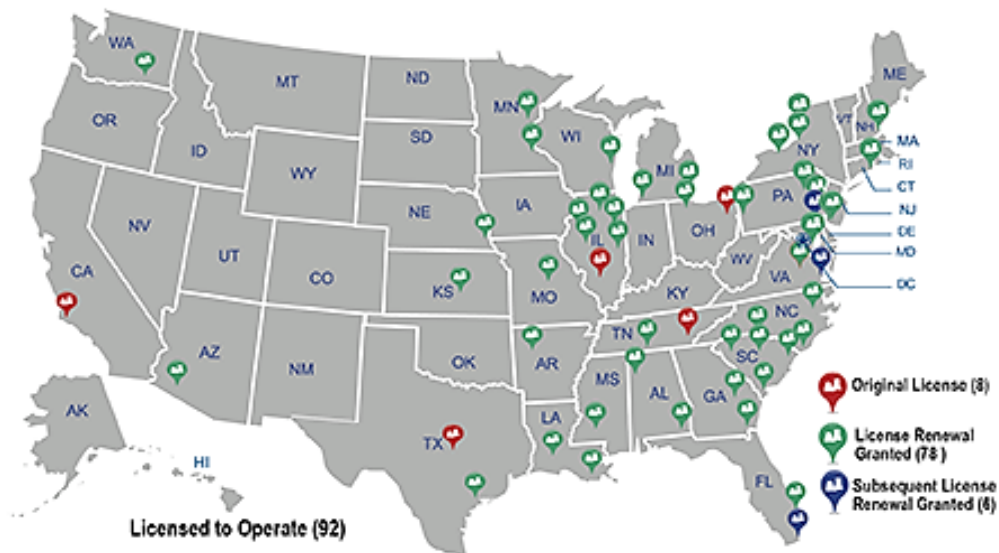 WA
MT
ND
MN
ME
OR
ID
SD
WI
VT
NH
MA
RI
CT
NJ
DE
MD
DC
WY
MI
NY
NV
UT
NE
IA
PA
CA
CO
KS
MO
IL
IN
OH
WV
VA
KY
AZ
NM
OK
AR
TN
NC
SC
MS
AL
GA
TX
LA
FL
AK
HI
Original License (8)
License Renewal
Granted (78)
Subsequent License
Renewal Granted (6)
Licensed to Operate (92)